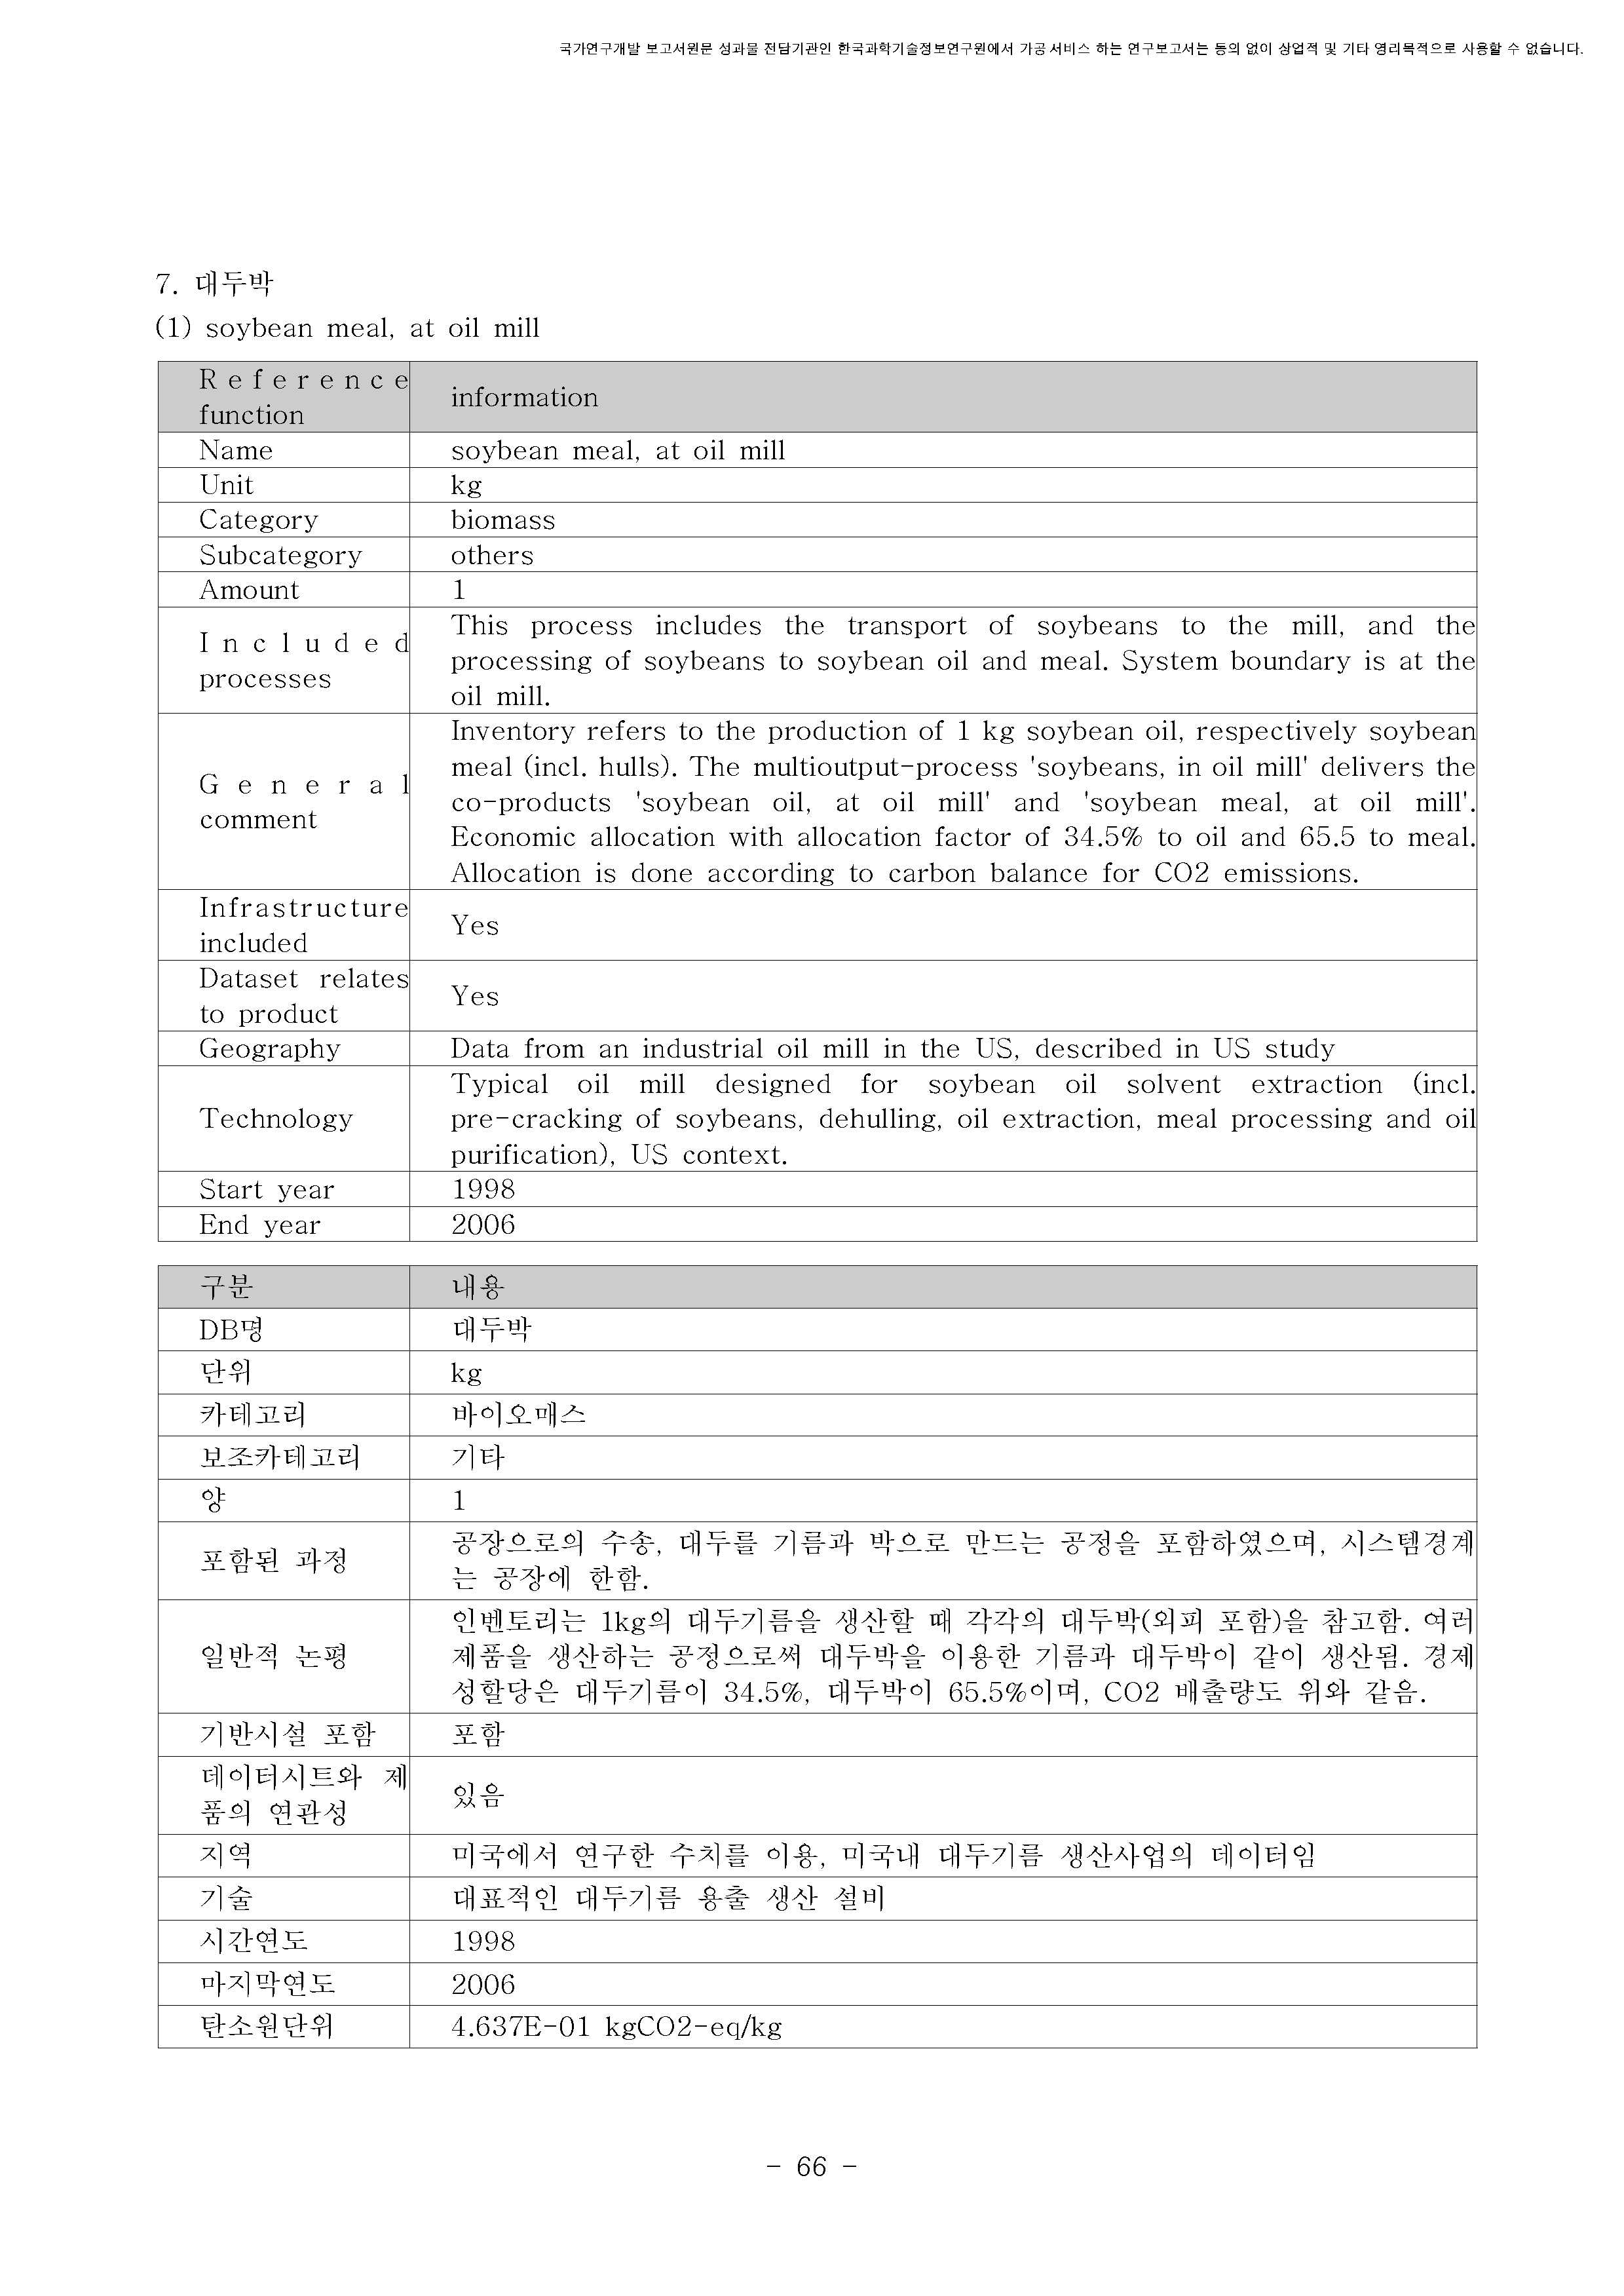 국가연구개발 보고서원문 성과물 전담기관인 한국과학기술정보연구원에서 가공·서비스 하는 연구보고서는 동의 없이 상업적 및 기타 영리목적으로 사용할 수 없습니다.
7. 대두박
(1) soybean meal, at oil mill
Reference
function
information
Name
soybean meal, at oil mill
Unit
kg
Category
biomass
Subcategory
others
Amount
1
Included
processes
This process includes the transport of soybeans to the mill, and the
processing of soybeans to soybean oil and meal. System boundary is at the
oil mill.
General
comment
Inventory refers to the production of 1 kg soybean oil, respectively soybean
meal (incl. hulls). The multioutput-process 'soybeans, in oil mill' delivers the
co-products 'soybean oil, at oil mill' and 'soybean meal, at oil mill'.
Economic allocation with allocation factor of 34.5% to oil and 65.5 to meal.
Allocation is done according to carbon balance for CO2 emissions.
Infrastructure
included
Yes
Dataset relates
to product
Yes
Geography
Data from an industrial oil mill in the US, described in US study
Technology
Typical oil mill designed for soybean oil solvent extraction (incl.
pre-cracking of soybeans, dehulling, oil extraction, meal processing and oil
purification), US context.
Start year
1998
End year
2006
구분
내용
DB명
대두박
단위
kg
카테고리
바이오매스
보조카테고리
기타
양
1
포함된 과정
공장으로의 수송, 대두를 기름과 박으로 만드는 공정을 포함하였으며, 시스템경계
는 공장에 한함.
일반적 논평
인벤토리는 1kg의 대두기름을 생산할 때 각각의 대두박(외피 포함)을 참고함. 여러
제품을 생산하는 공정으로써 대두박을 이용한 기름과 대두박이 같이 생산됨. 경제
성할당은 대두기름이 34.5%, 대두박이 65.5%이며, CO2 배출량도 위와 같음.
기반시설 포함
포함
데이터시트와 제
품의 연관성
있음
지역
미국에서 연구한 수치를 이용, 미국내 대두기름 생산사업의 데이터임
기술
대표적인 대두기름 용출 생산 설비
시간연도
1998
마지막연도
2006
탄소원단위
4.637E-01 kgCO2-eq/kg
- 66 -